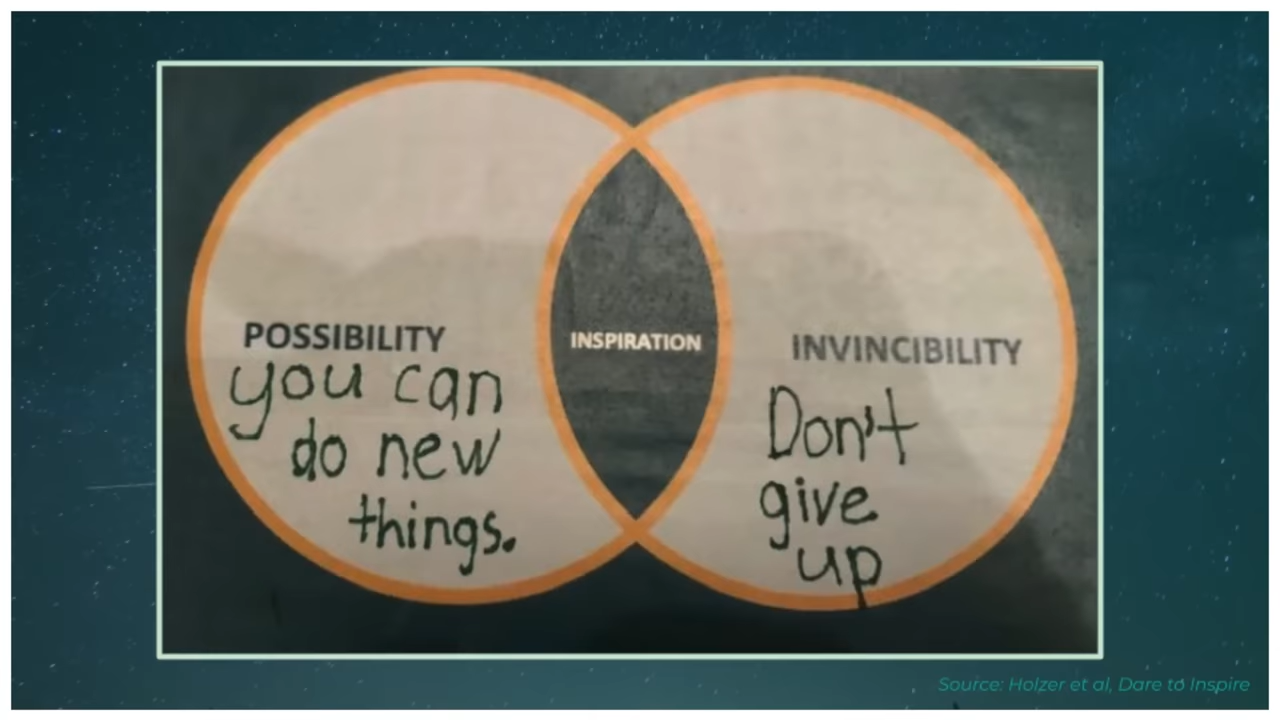 POSSIBILITY
you can
do new
things.
INSPIRATION
INVINCIBILITY
Don't
give
up
Source: Holzer et al, Dare to Inspire